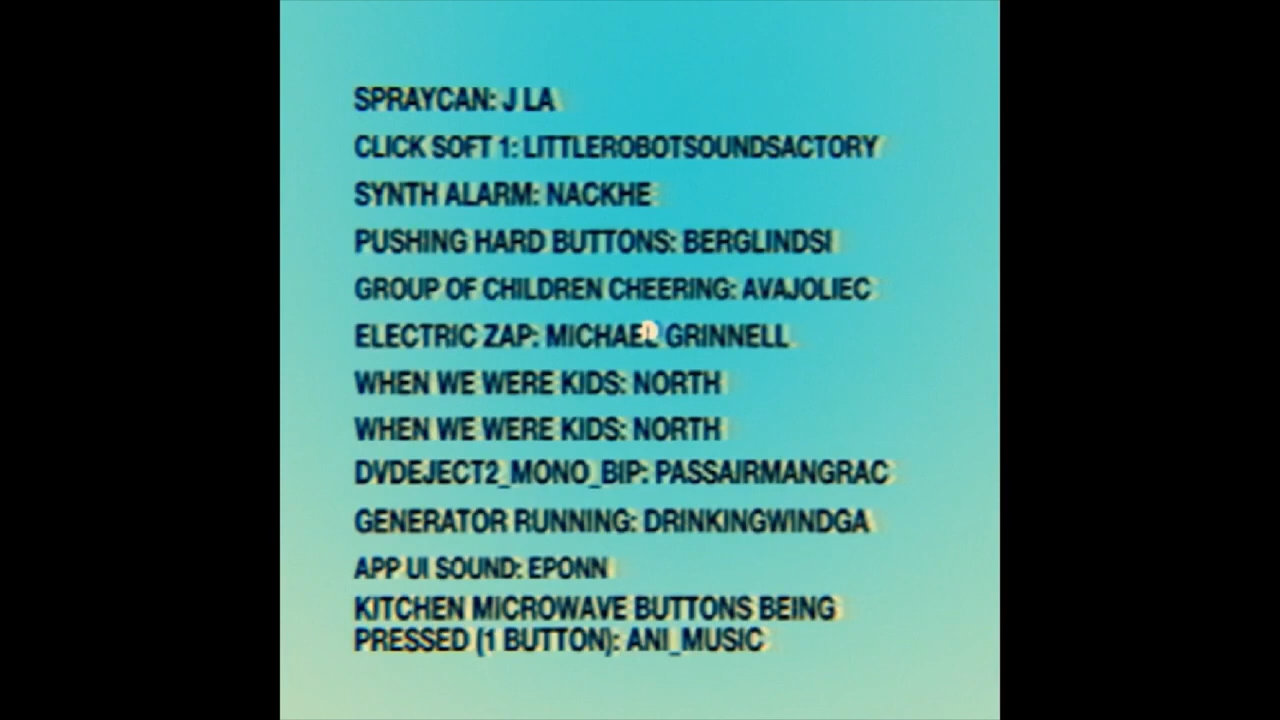 SPRAYCAN: J LA
CLICK SOFT 1: LITTLEROBOTSOUNDSACTORY
SYNTH ALARM: NACKHE
PUSHING HARD BUTTONS: BERGLINDSI
GROUP OF CHILDREN CHEERING: AVAJOLIEC
ELECTRIC ZAP: MICHAEL GRINNELL
WHEN WE WERE KIDS: NORTH
WHEN WE WERE KIDS: NORTH
DVDEJECT2_MONO_BIP: PASSAIRMANGRAC
GENERATOR RUNNING: DRINKINGWINDGA
APP UI SOUND: EPONN
KITCHEN MICROWAVE BUTTONS BEING
PRESSED (1 BUTTON): ANI_MUSIC